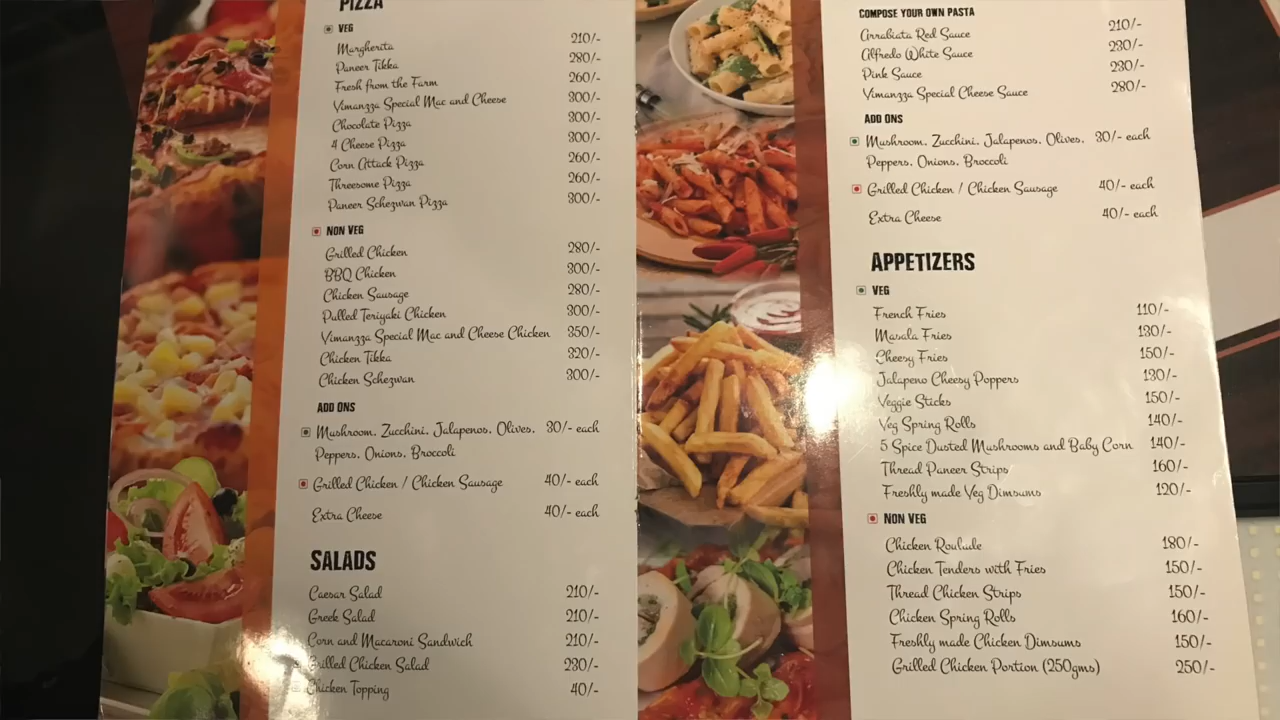 PIZZA
VEG
Margherita 210/-
Paneer Tikka 280/-
Fresh from the Farm 260/-
Vimanzza Special Mac and Cheese 300/-
Chocolate Pizza 300/-
4 Cheese Pizza 300/-
Corn Attack Pizza 260/-
Threesome Pizza 260/-
Paneer Schezwan Pizza 300/-
NON VEG
Grilled Chicken 280/-
BBQ Chicken 300/-
Chicken Sausage 280/-
Pulled Teriyaki Chicken 300/-
Vimanzza Special Mac and Cheese Chicken 350/-
Chicken Tikka 320/-
Chicken Schezwan 300/-
ADD ONS
Mushroom, Zucchini, Jalapenos, Olives, 30/- each
Peppers, Onions, Broccoli
Grilled Chicken / Chicken Sausage 40/- each
Extra Cheese 40/- each
SALADS
Caesar Salad 210/-
Greek Salad 210/-
Corn and Macaroni Sandwich 210/-
Grilled Chicken Salad 230/-
Chicken Topping 40/-
COMPOSE YOUR OWN PASTA
Arrabiata Red Sauce 210/-
Alfredo White Sauce 230/-
Pink Sauce 230/-
Vimanzza Special Cheese Sauce 280/-
ADD ONS
Mushroom, Zucchini, Jalapenos, Olives, 30/- each
Peppers, Onions, Broccoli
Grilled Chicken / Chicken Sausage 40/- each
Extra Cheese 40/- each
APPETIZERS
VEG
French Fries 110/-
Masala Fries 130/-
Cheesy Fries 150/-
Jalapeno Cheesy Poppers 130/-
Veggie Sticks 150/-
Veg Spring Rolls 140/-
5 Spice Dusted Mushrooms and Baby Corn 140/-
Thread Paneer Strips 160/-
Freshly made Veg Dimsums 120/-
NON VEG
Chicken Roulude 180/-
Chicken Tenders with Fries 150/-
Thread Chicken Strips 150/-
Chicken Spring Rolls 160/-
Freshly made Chicken Dimsums 150/-
Grilled Chicken Portion (250gms) 250/-